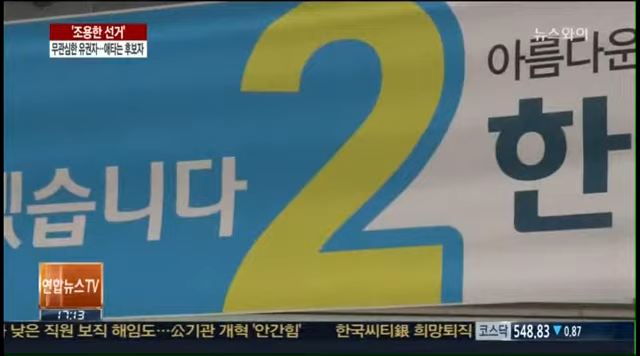 '조용한 선거'
무관심한 유권자…애타는 후보자
뉴스와이
아름다운
겠습니다
2
한
연합뉴스TV
17:13
낮은 직원 보직 해임도…공기관 개혁 '안간힘' 한국씨티銀 희망퇴직 코스닥 548.83 ▼ 0.87